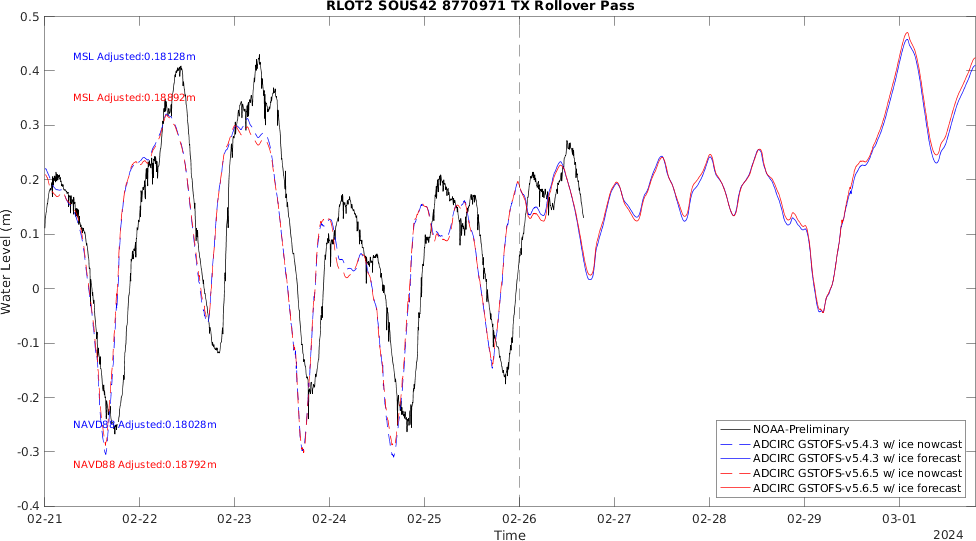 RLOT2 SOUS42 8770971 TX Rollover Pass
0.5
MSL Adjusted:0.18128m
0.4
MSL Adjusted:0.18892m
0.3
0.2
0.1
0
-0.1
-0.2
NAVD88 Adjusted:0.18028m
-0.3
NAVD88 Adjusted:0.18792m
-0.4
Water Level (m)
NOAA-Preliminary
ADCIRC GSTOFS-v5.4.3 w/ ice nowcast
ADCIRC GSTOFS-v5.4.3 w/ ice forecast
ADCIRC GSTOFS-v5.6.5 w/ ice nowcast
ADCIRC GSTOFS-v5.6.5 w/ ice forecast
02-21 02-22 02-23 02-24 02-25 02-26 02-27 02-28 02-29 03-01
Time
2024